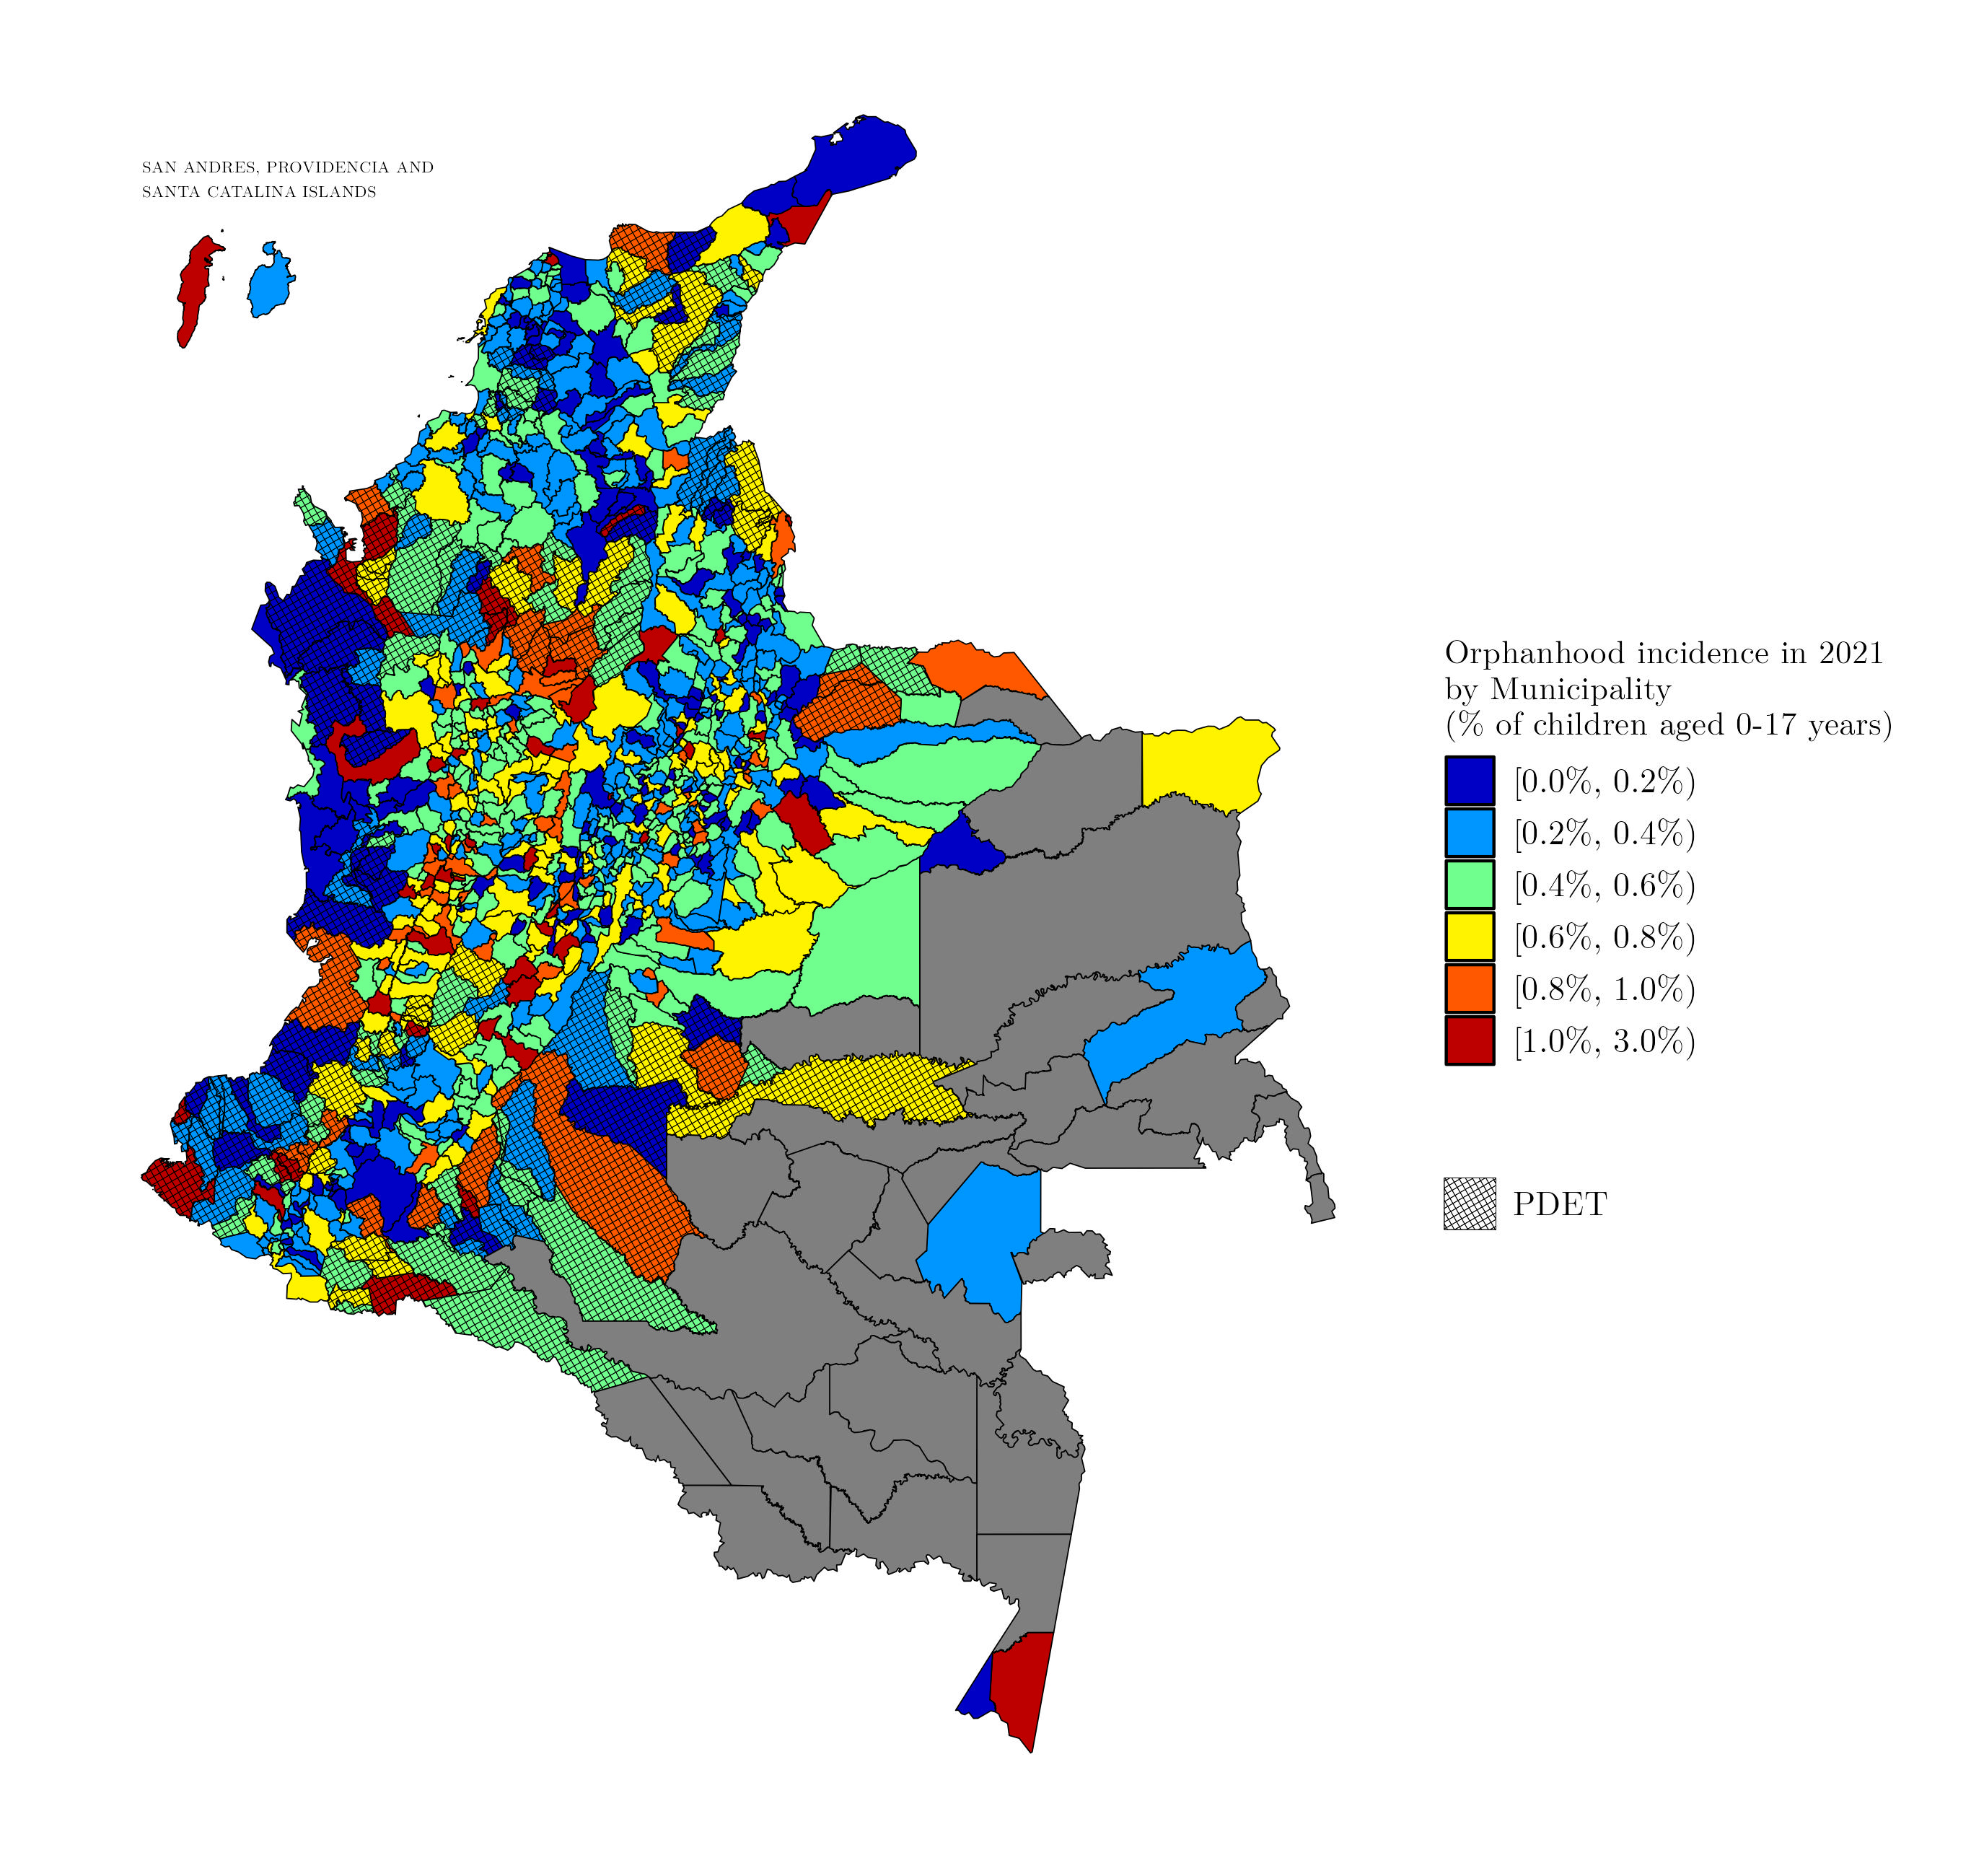 SAN ANDRES, PROVIDENCIA AND
SANTA CATALINA ISLANDS
Orphanhood incidence in 2021
by Municipality
(% of children aged 0-17 years)
[0.0%, 0.2%)
[0.2%, 0.4%)
[0.4%, 0.6%)
[0.6%, 0.8%)
[0.8%, 1.0%)
[1.0%, 3.0%)
PDET